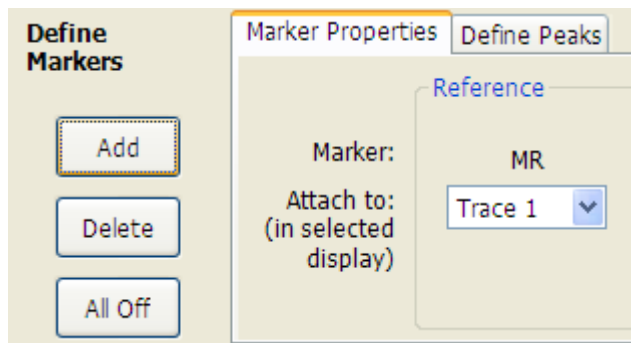 Define
Markers
Add
Delete
All Off
Marker Properties
Define Peaks
Reference
Marker:
MR
Attach to:
(in selected
display)
Trace 1